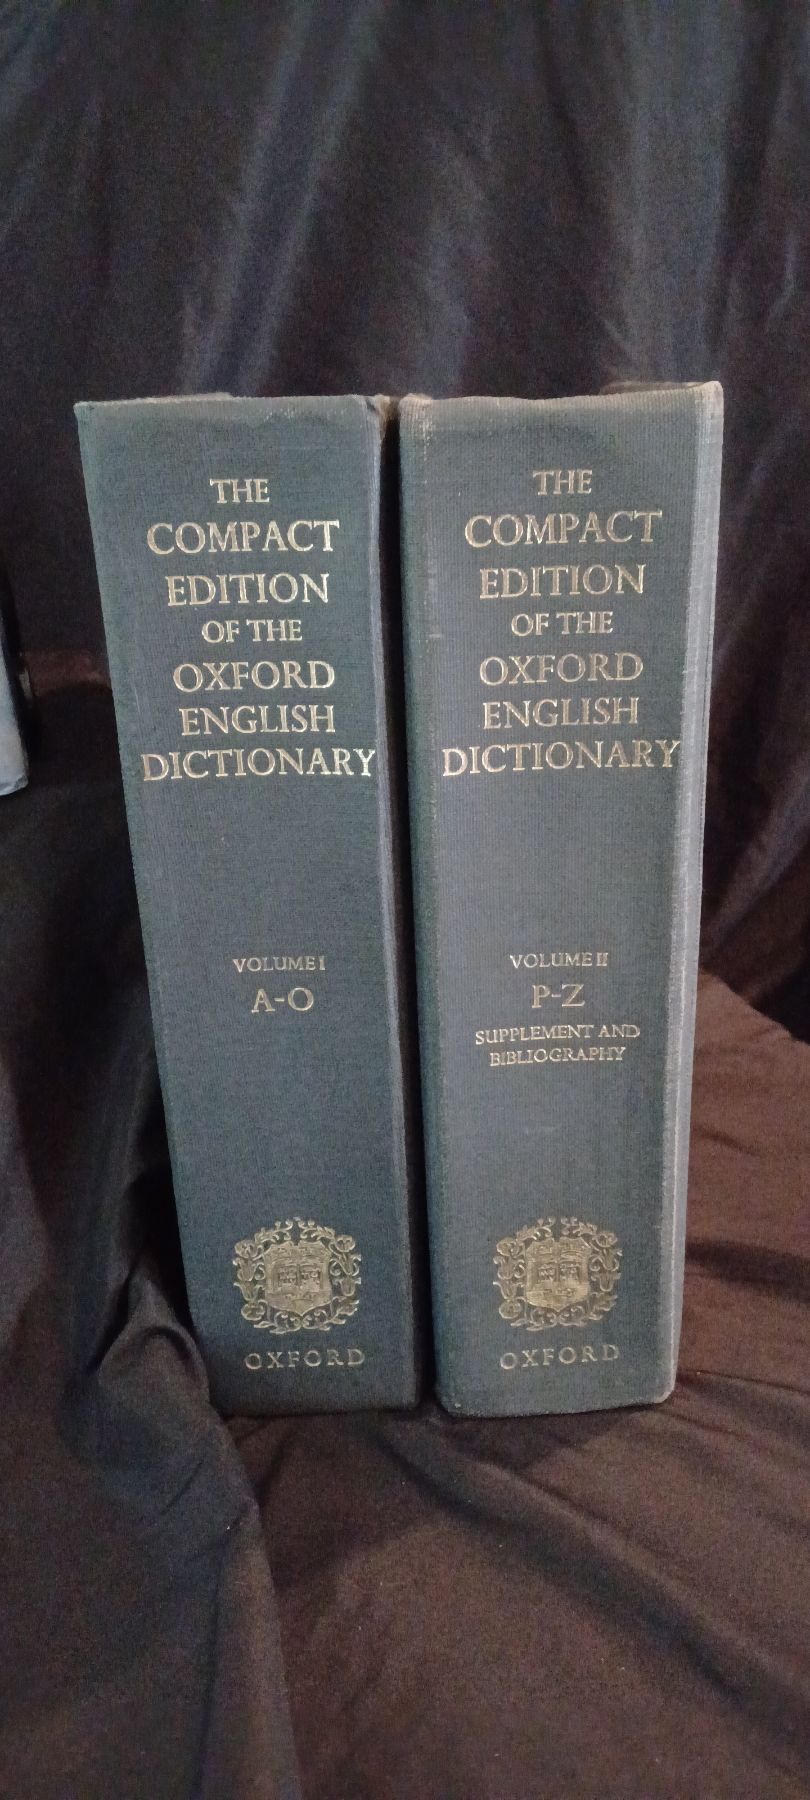 THE
COMPACT
EDITION
OF THE
OXFORD
ENGLISH
DICTIONARY
VOLUME I
A-O
OXFORD
THE
COMPACT
EDITION
OF THE
OXFORD
ENGLISH
DICTIONARY
VOLUME II
P-Z
SUPPLEMENT AND
BIBLIOGRAPHY
OXFORD